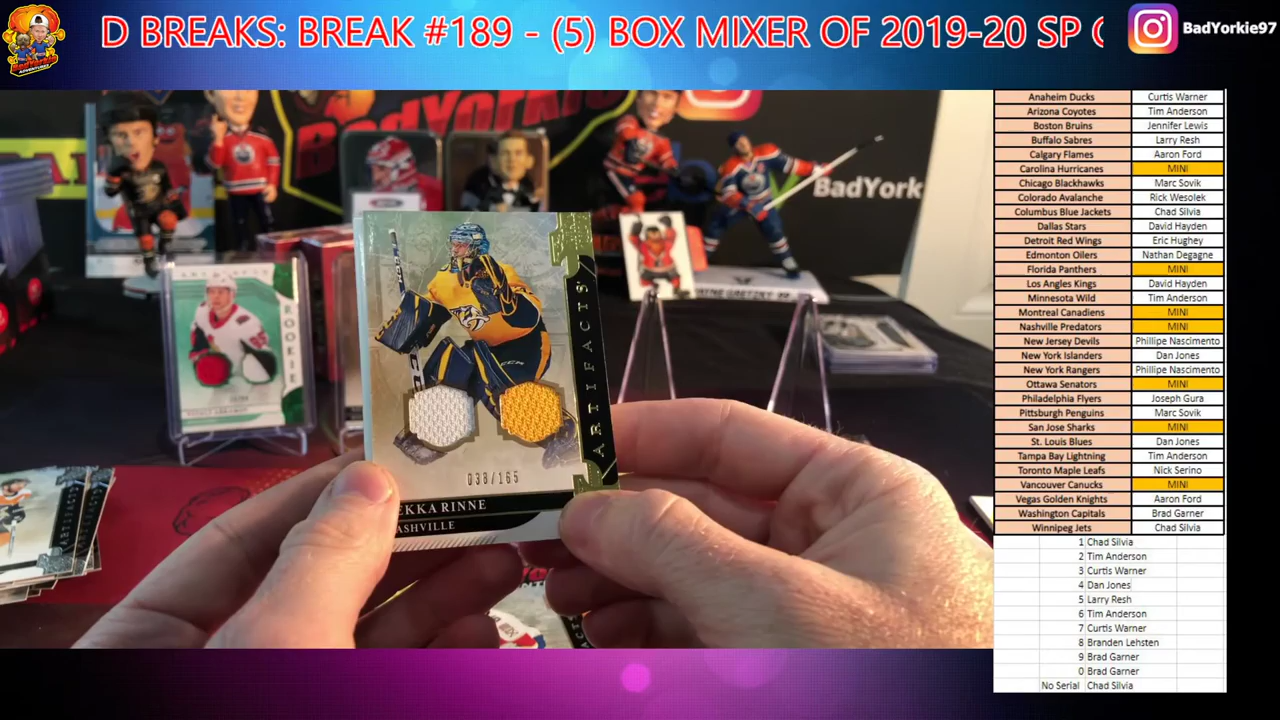 D BREAKS: BREAK #189 - (5) BOX MIXER OF 2019-20 SP
BadYorkie97
BadYork
ROOKIE
ARTIFACTS
038/165
EKKA RINNE
ASHVILLE
Anaheim Ducks Curtis Warner
Arizona Coyotes Tim Anderson
Boston Bruins Jennifer Lewis
Buffalo Sabres Larry Resh
Calgary Flames Aaron Ford
Carolina Hurricanes MINI
Chicago Blackhawks Marc Sovik
Colorado Avalanche Rick Wesolek
Columbus Blue Jackets Chad Silvia
Dallas Stars David Hayden
Detroit Red Wings Eric Hughey
Edmonton Oilers Nathan Degagne
Florida Panthers MINI
Los Angeles Kings David Hayden
Minnesota Wild Tim Anderson
Montreal Canadiens MINI
Nashville Predators MINI
New Jersey Devils Phillipe Nascimento
New York Islanders Dan Jones
New York Rangers Phillipe Nascimento
Ottawa Senators MINI
Philadelphia Flyers Joseph Gura
Pittsburgh Penguins Marc Sovik
San Jose Sharks MINI
St. Louis Blues Dan Jones
Tampa Bay Lightning Tim Anderson
Toronto Maple Leafs Nick Serino
Vancouver Canucks MINI
Vegas Golden Knights Aaron Ford
Washington Capitals Brad Garner
Winnipeg Jets Chad Silvia
1 Chad Silvia
2 Tim Anderson
3 Curtis Warner
4 Dan Jones
5 Larry Resh
6 Tim Anderson
7 Curtis Warner
8 Branden Lehsten
9 Brad Garner
0 Brad Garner
No Serial Chad Silvia